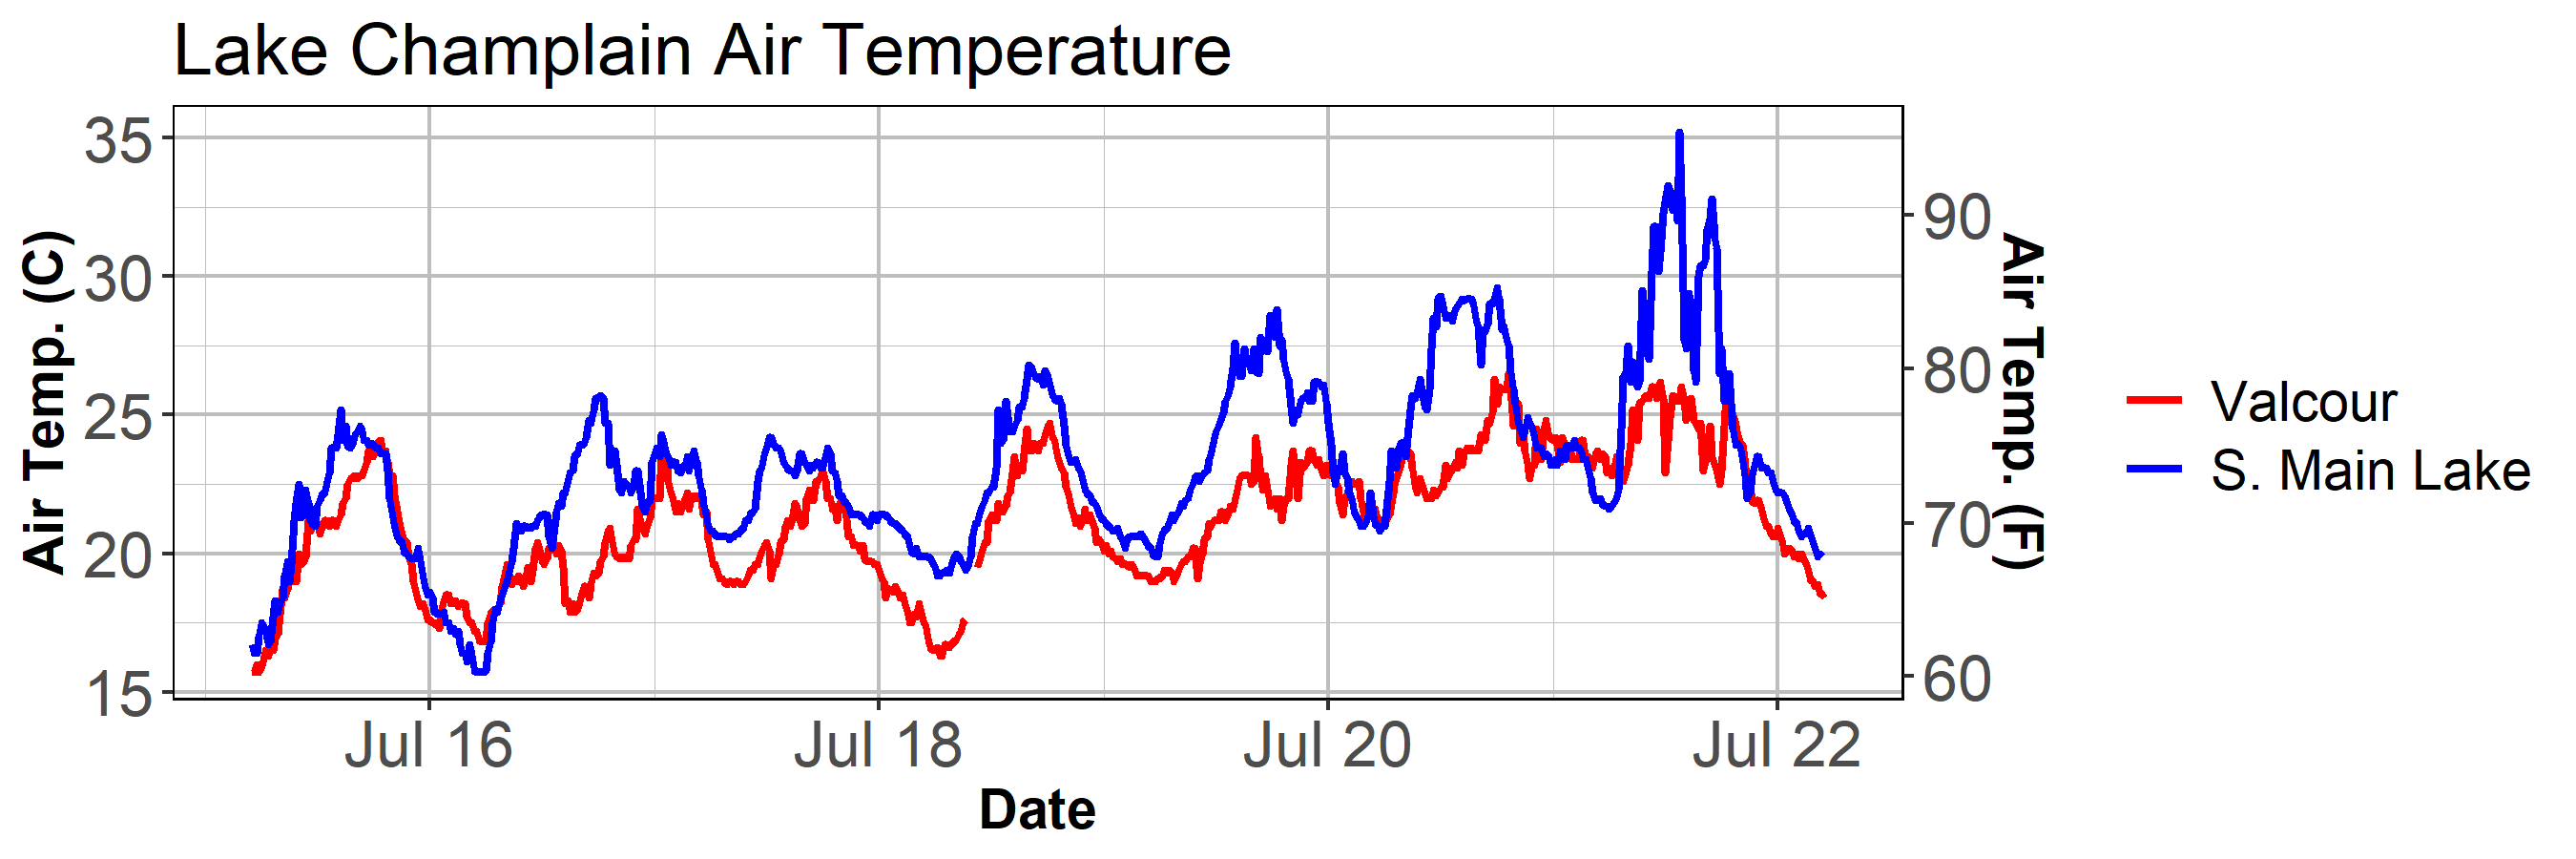 Lake Champlain Air Temperature
Air Temp. (C)
35
30
25
20
15
90
80
70
60
Air Temp. (F)
Jul 16
Jul 18
Jul 20
Jul 22
Date
Valcour
S. Main Lake